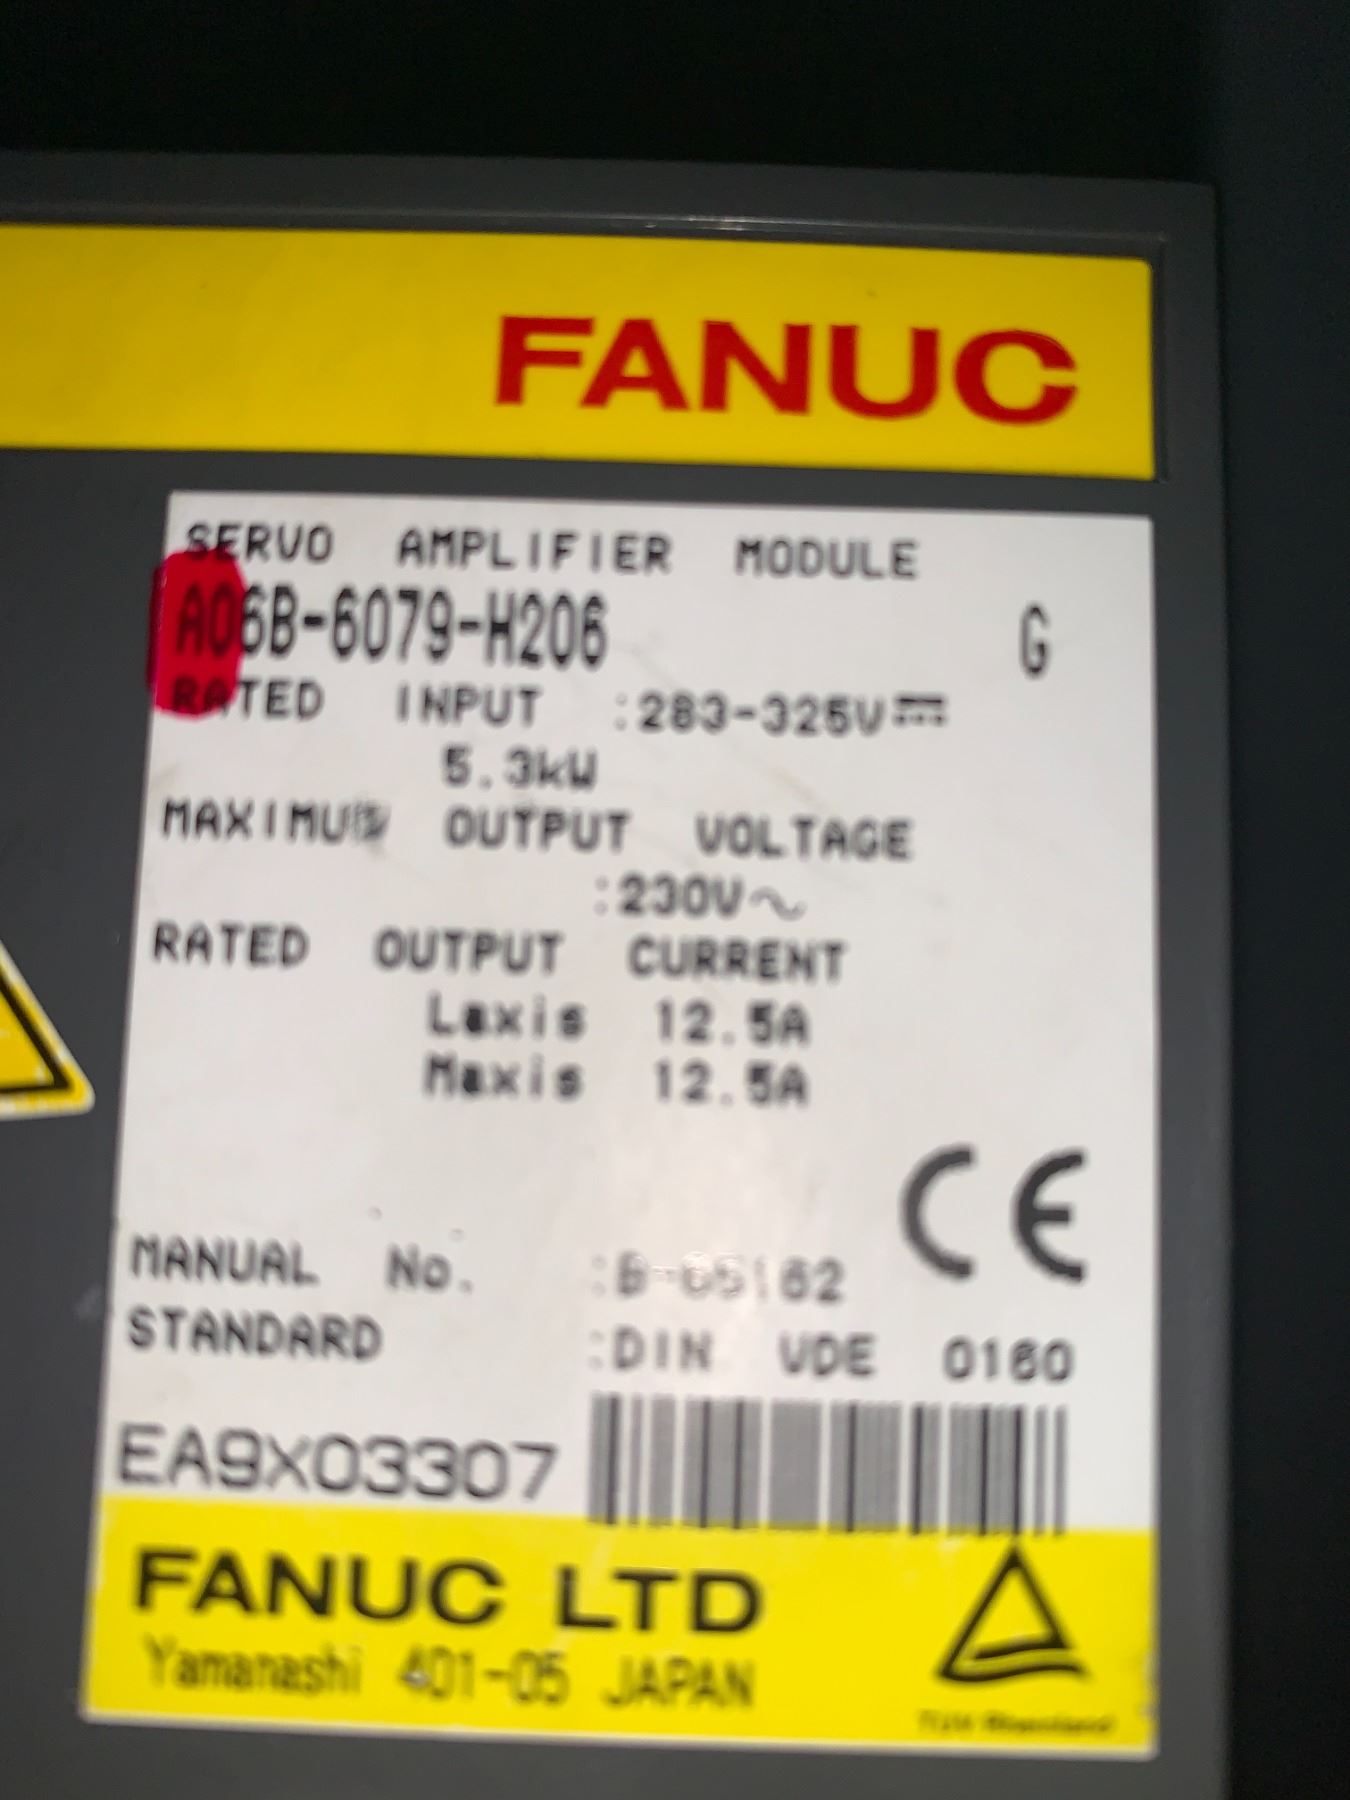 FANUC
SERVO AMPLIFIER MODULE
A06B-6079-H206 G
RATED INPUT :283-325V⎓
5.3kW
MAXIMUM OUTPUT VOLTAGE
:230V~
RATED OUTPUT CURRENT
Laxis 12.5A
Maxis 12.5A
CE
MANUAL No. :B-65162
STANDARD :DIN VDE 0160
EA9X03307
FANUC LTD
Yamanashi 401-05 JAPAN
TÜV Rheinland